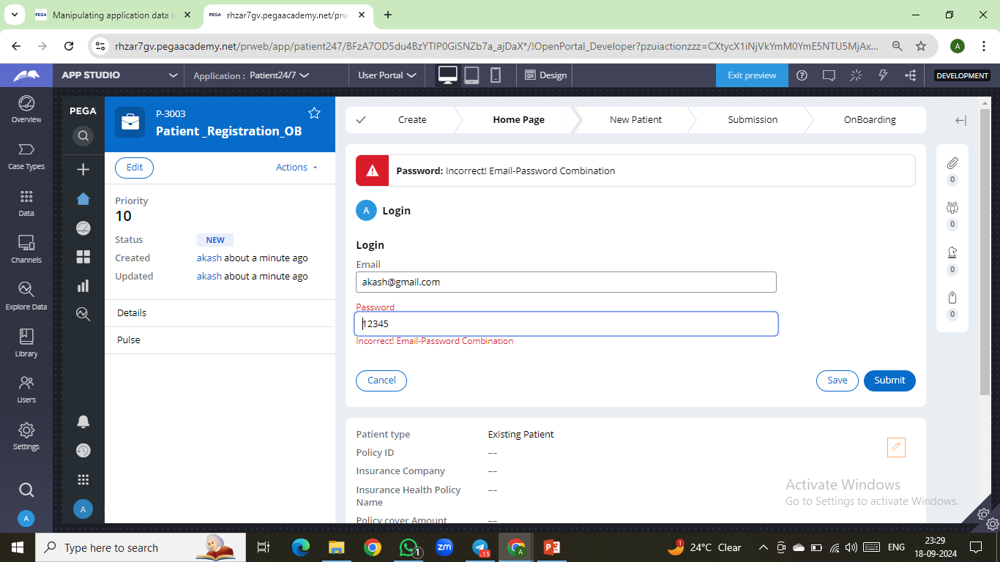 PEGA Manipulating application data i
PEGA rhzar7gv.pegaacademy.net/prw
rhzar7gv.pegaacademy.net/prweb/app/patient247/BFzA7OD5du4BzYTIP0GiSNZb7a_ajDaX*/!OpenPortal_Developer?pzuiactionzzz=CXtycX1iNjVkYmM0YmE5NTU5MjAx...
A
APP STUDIO
Application : Patient24/7
User Portal
Design
Exit preview
DEVELOPMENT
Overview
Case Types
Data
Channels
Explore Data
Library
Users
Settings
A
PEGA
A
P-3003
Patient _Registration_OB
Edit
Actions
Priority
10
Status NEW
Created akash about a minute ago
Updated akash about a minute ago
Details
Pulse
Create
Home Page
New Patient
Submission
OnBoarding
Password: Incorrect! Email-Password Combination
A Login
Login
Email
akash@gmail.com
Password
12345
Incorrect! Email-Password Combination
Cancel
Save
Submit
0
0
0
0
Patient type Existing Patient
Policy ID --
Insurance Company --
Insurance Health Policy --
Name
Policy cover Amount --
Activate Windows
Go to Settings to activate Windows.
Type here to search
1
zm
15
A
1
24°C Clear
ENG
23:29
18-09-2024